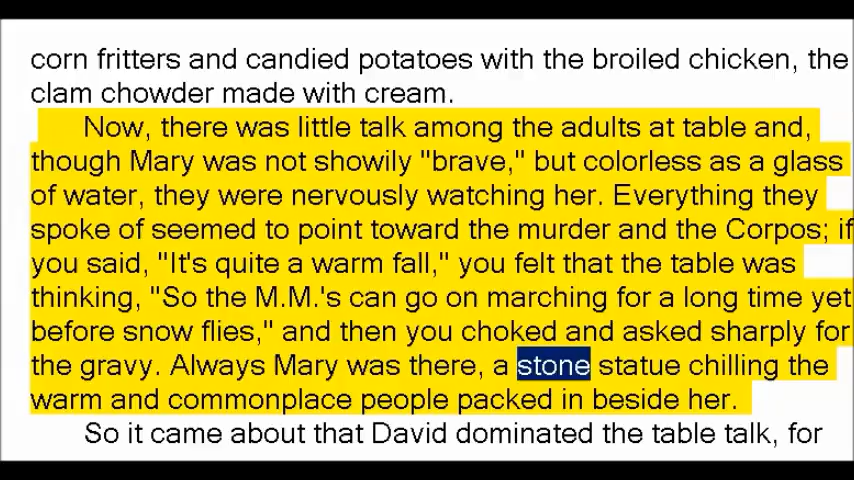 corn fritters and candied potatoes with the broiled chicken, the
clam chowder made with cream.
Now, there was little talk among the adults at table and,
though Mary was not showily "brave," but colorless as a glass
of water, they were nervously watching her. Everything they
spoke of seemed to point toward the murder and the Corpos; if
you said, "It's quite a warm fall," you felt that the table was
thinking, "So the M.M.'s can go on marching for a long time yet
before snow flies," and then you choked and asked sharply for
the gravy. Always Mary was there, a stone statue chilling the
warm and commonplace people packed in beside her.
So it came about that David dominated the table talk, for